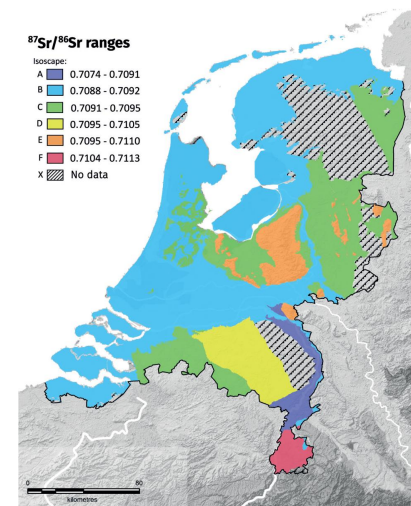 ⁸⁷Sr/⁸⁶Sr ranges
Isoscape:
A 0.7074 - 0.7091
B 0.7088 - 0.7092
C 0.7091 - 0.7095
D 0.7095 - 0.7105
E 0.7095 - 0.7110
F 0.7104 - 0.7113
X No data
0 60
kilometres